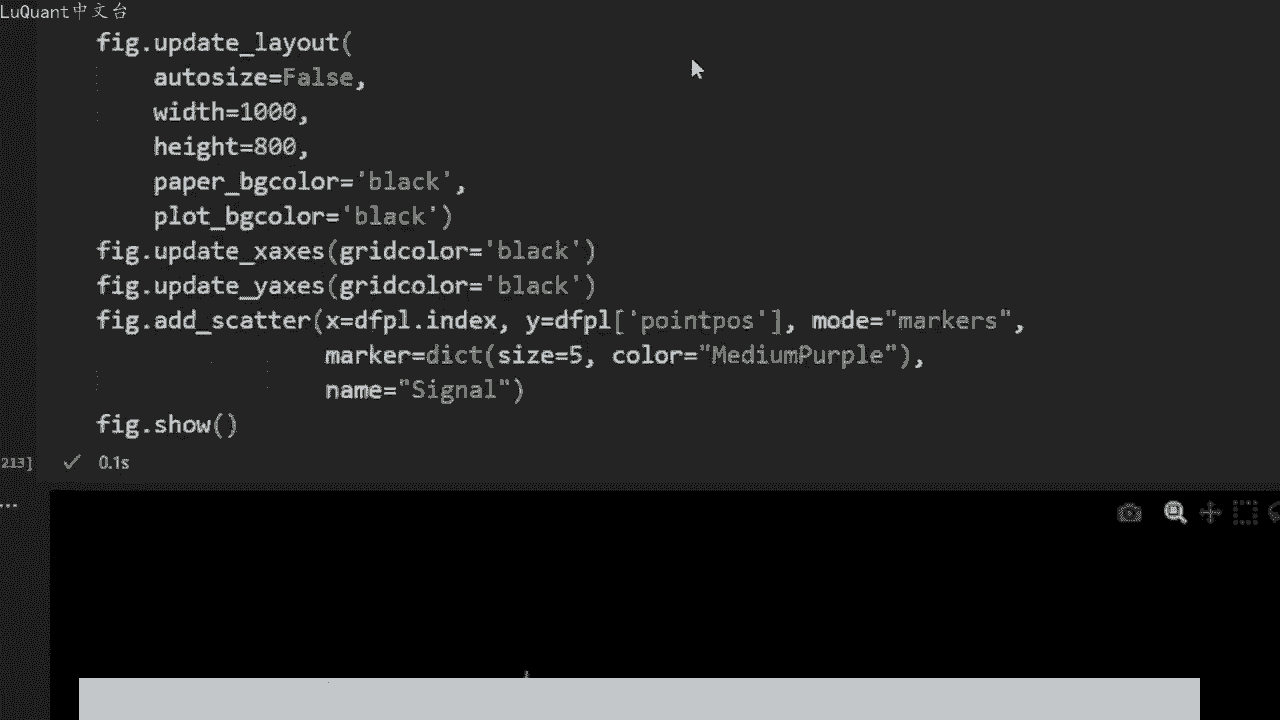 LuQuant中文台
fig.update_layout(
autosize=False,
width=1000,
height=800,
paper_bgcolor='black',
plot_bgcolor='black')
fig.update_xaxes(gridcolor='black')
fig.update_yaxes(gridcolor='black')
fig.add_scatter(x=dfpl.index, y=dfpl['pointpos'], mode="markers",
marker=dict(size=5, color="MediumPurple"),
name="Signal")
fig.show()
213] ✓ 0.1s
...